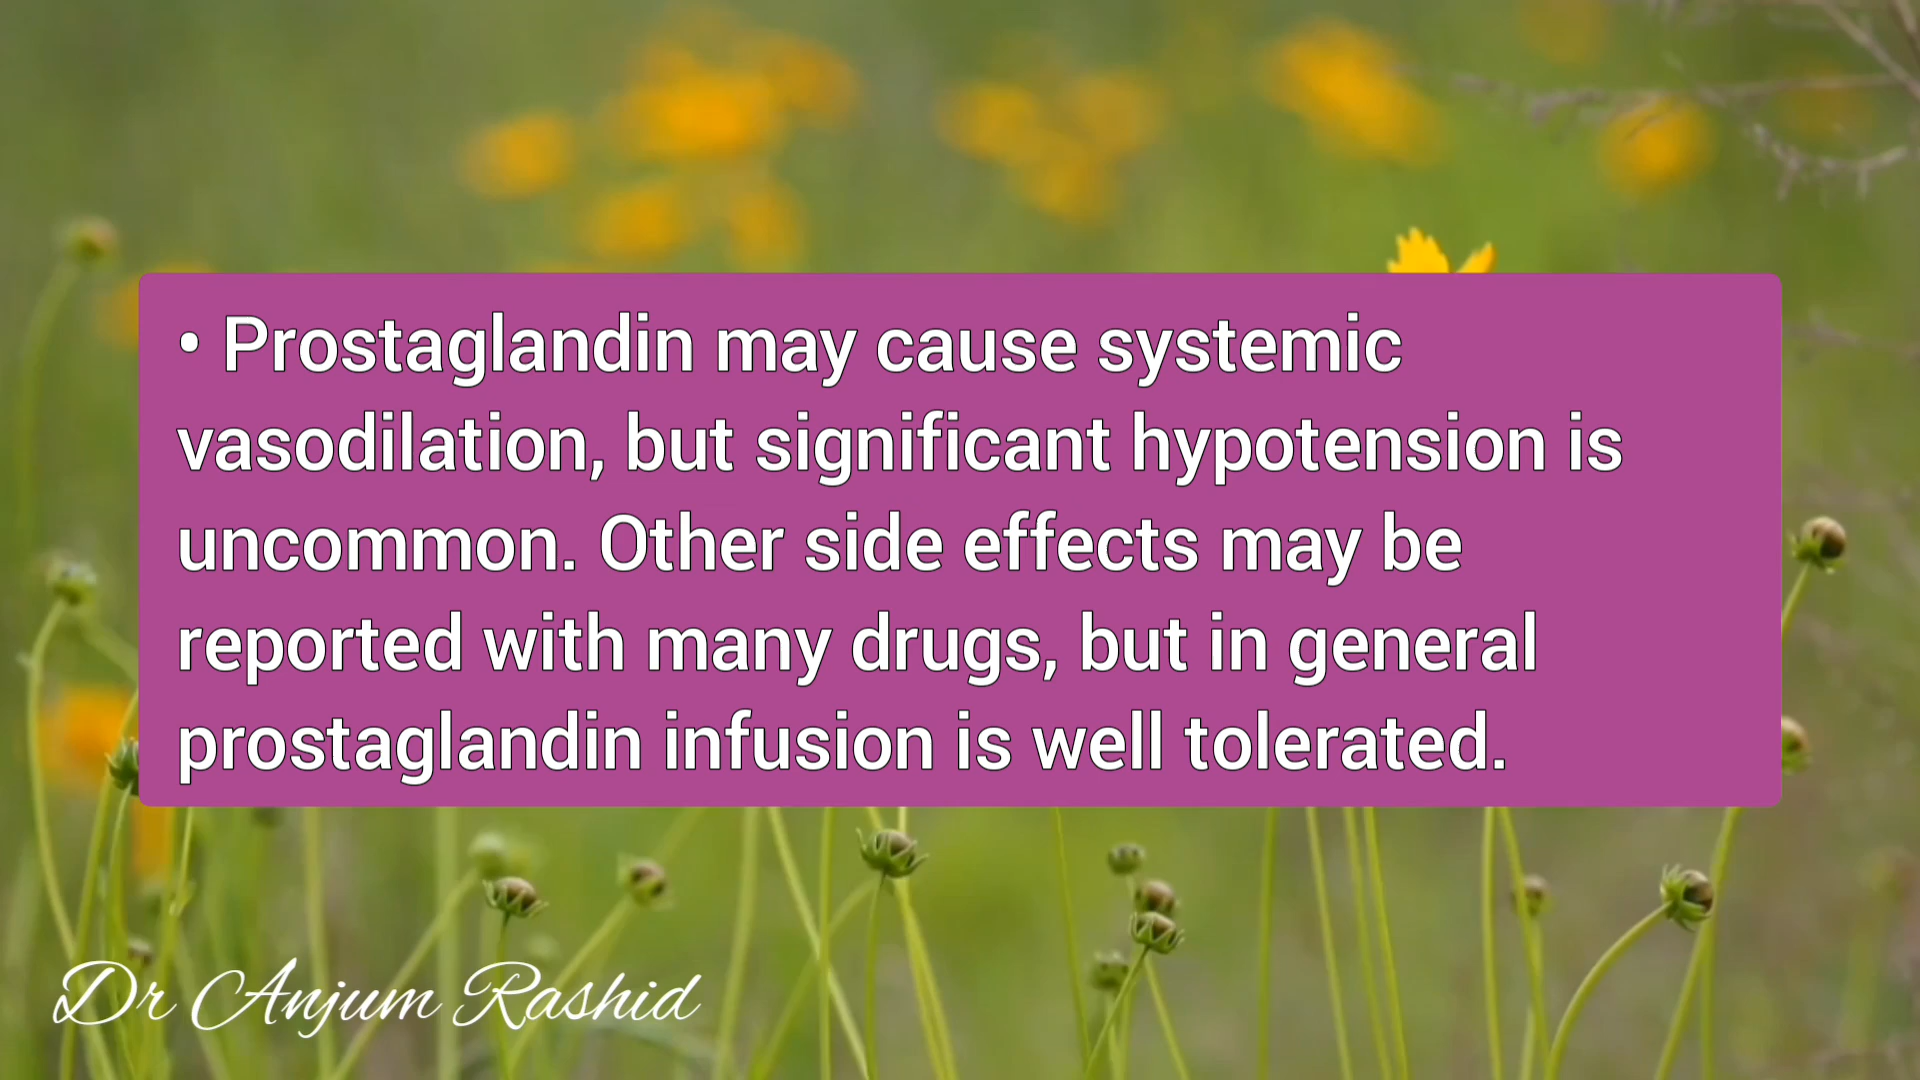 • Prostaglandin may cause systemic
vasodilation, but significant hypotension is
uncommon. Other side effects may be
reported with many drugs, but in general
prostaglandin infusion is well tolerated.
Dr Anjum Rashid